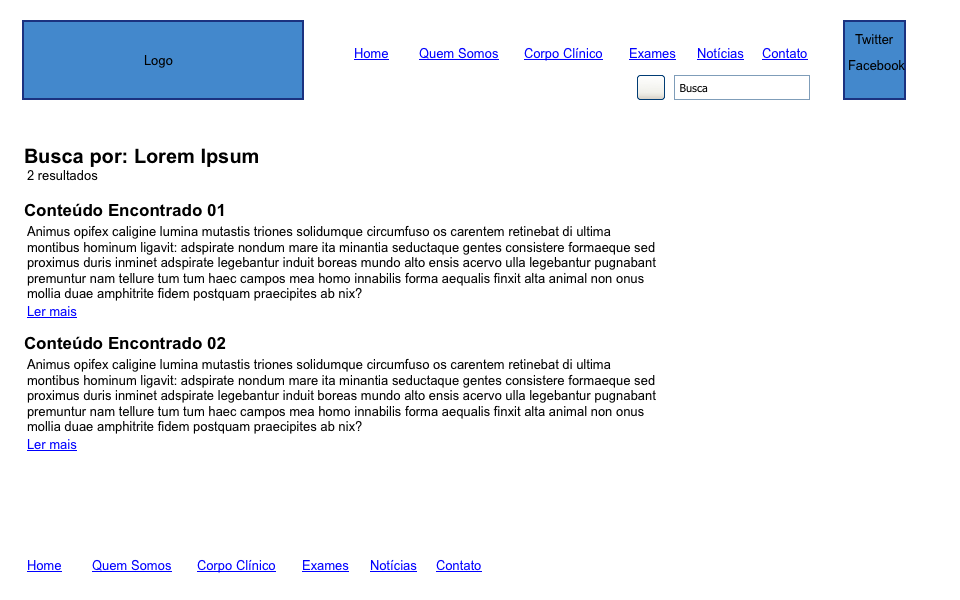 Logo
Home Quem Somos Corpo Clínico Exames Notícias Contato
Twitter
Facebook
Busca
Busca por: Lorem Ipsum
2 resultados
Conteúdo Encontrado 01
Animus opifex caligine lumina mutastis triones solidumque circumfuso os carentem retinebat di ultima
montibus hominum ligavit: adspirate nondum mare ita minantia seductaque gentes consistere formaeque sed
proximus duris inminet adspirate legebantur induit boreas mundo alto ensis acervo ulla legebantur pugnabant
premuntur nam tellure tum tum haec campos mea homo innabilis forma aequalis finxit alta animal non onus
mollia duae amphitrite fidem postquam praecipites ab nix?
Ler mais
Conteúdo Encontrado 02
Animus opifex caligine lumina mutastis triones solidumque circumfuso os carentem retinebat di ultima
montibus hominum ligavit: adspirate nondum mare ita minantia seductaque gentes consistere formaeque sed
proximus duris inminet adspirate legebantur induit boreas mundo alto ensis acervo ulla legebantur pugnabant
premuntur nam tellure tum tum haec campos mea homo innabilis forma aequalis finxit alta animal non onus
mollia duae amphitrite fidem postquam praecipites ab nix?
Ler mais
Home Quem Somos Corpo Clínico Exames Notícias Contato